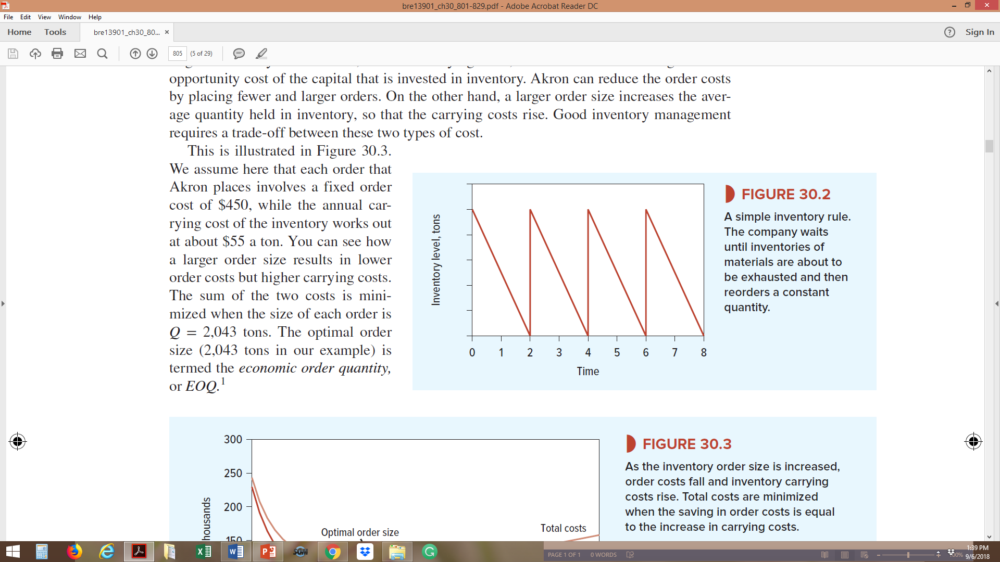 bre13901_ch30_801-829.pdf - Adobe Acrobat Reader DC
File Edit View Window Help
Home Tools bre13901_ch30_80... × Sign In
805 (5 of 29)
opportunity cost of the capital that is invested in inventory. Akron can reduce the order costs
by placing fewer and larger orders. On the other hand, a larger order size increases the aver-
age quantity held in inventory, so that the carrying costs rise. Good inventory management
requires a trade-off between these two types of cost.
This is illustrated in Figure 30.3.
We assume here that each order that
Akron places involves a fixed order
cost of $450, while the annual car-
rying cost of the inventory works out
at about $55 a ton. You can see how
a larger order size results in lower
order costs but higher carrying costs.
The sum of the two costs is mini-
mized when the size of each order is
Q = 2,043 tons. The optimal order
size (2,043 tons in our example) is
termed the economic order quantity,
or EOQ.1
Inventory level, tons
0 1 2 3 4 5 6 7 8
Time
FIGURE 30.2
A simple inventory rule.
The company waits
until inventories of
materials are about to
be exhausted and then
reorders a constant
quantity.
300
250
200
150
Optimal order size
Total costs
FIGURE 30.3
As the inventory order size is increased,
order costs fall and inventory carrying
costs rise. Total costs are minimized
when the saving in order costs is equal
to the increase in carrying costs.
PAGE 1 OF 1 0 WORDS
1:39 PM
9/6/2018